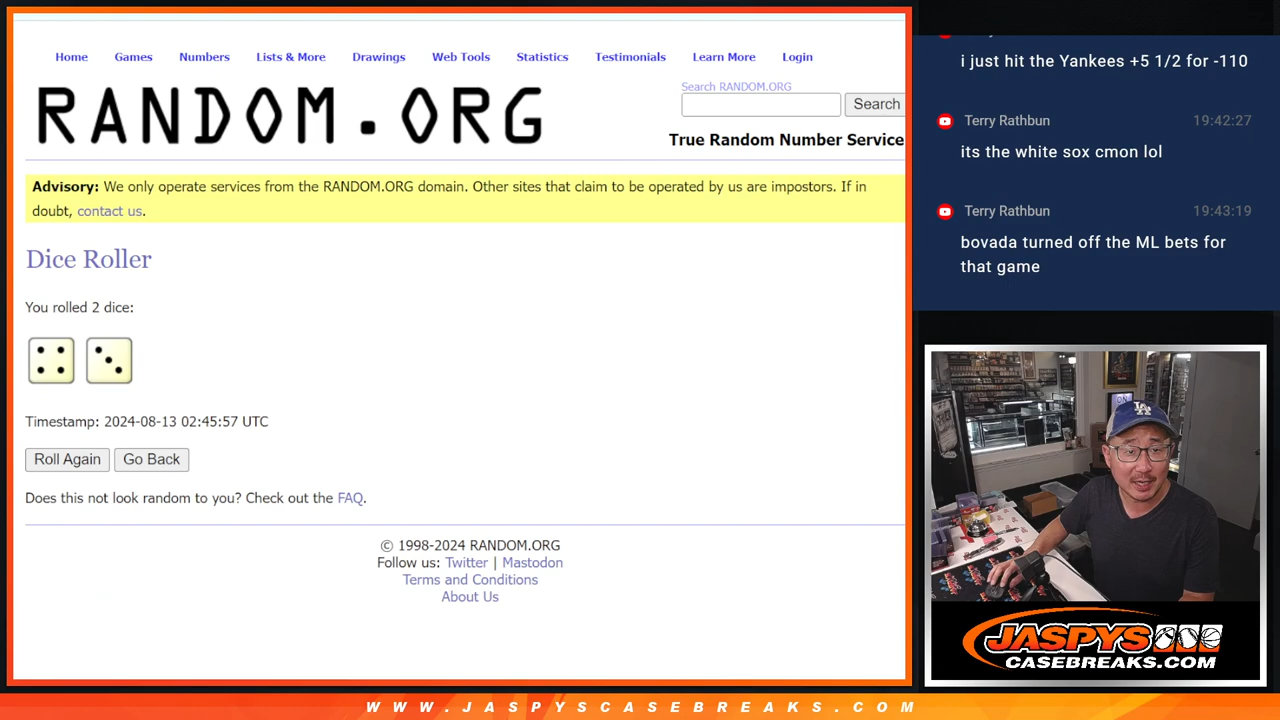 Home Games Numbers Lists & More Drawings Web Tools Statistics Testimonials Learn More Login
RANDOM.ORG
Search RANDOM.ORG
Search
True Random Number Service
Advisory: We only operate services from the RANDOM.ORG domain. Other sites that claim to be operated by us are impostors. If in
doubt, contact us.
Dice Roller
You rolled 2 dice:
Timestamp: 2024-08-13 02:45:57 UTC
Roll Again Go Back
Does this not look random to you? Check out the FAQ.
© 1998-2024 RANDOM.ORG
Follow us: Twitter | Mastodon
Terms and Conditions
About Us
i just hit the Yankees +5 1/2 for -110
Terry Rathbun 19:42:27
its the white sox cmon lol
Terry Rathbun 19:43:19
bovada turned off the ML bets for
that game
LA
JASPYS
CASEBREAKS.COM
WWW.JASPYSCASEBREAKS.COM